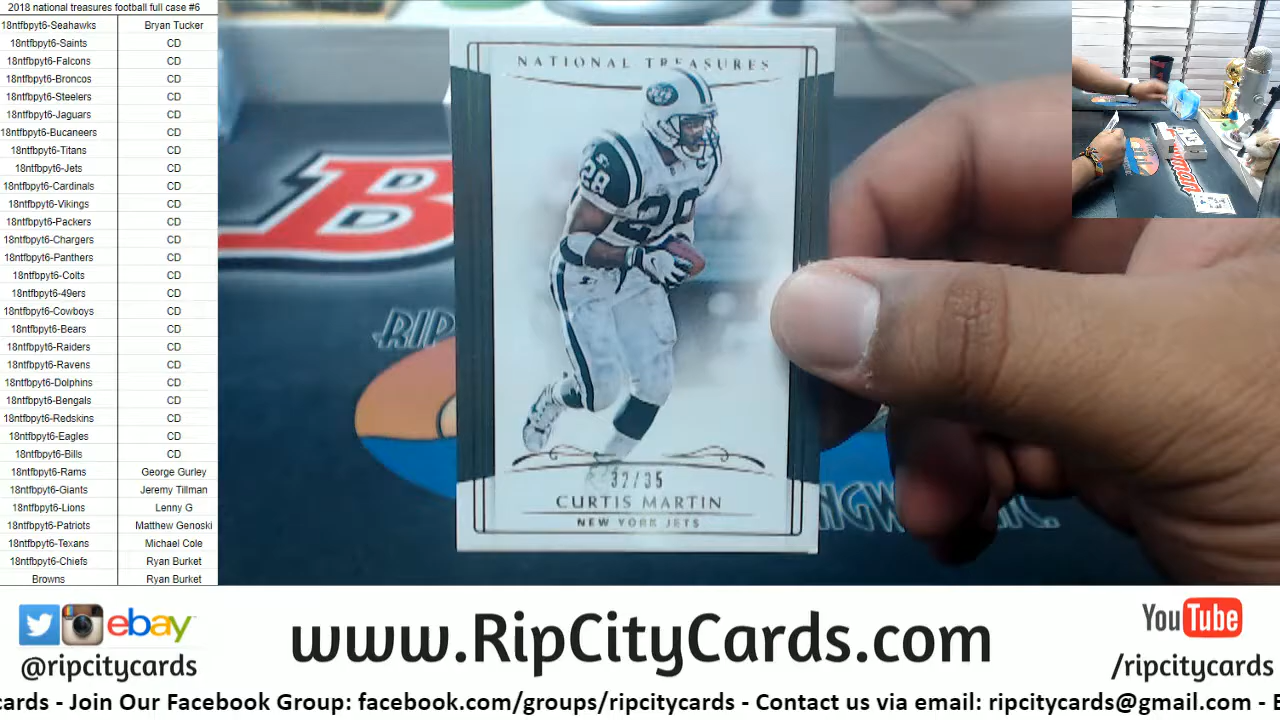 2018 national treasures football full case #6
18ntfbpyt6-Seahawks Bryan Tucker
18ntfbpyt6-Saints CD
18ntfbpyt6-Falcons CD
18ntfbpyt6-Broncos CD
18ntfbpyt6-Steelers CD
18ntfbpyt6-Jaguars CD
18ntfbpyt6-Bucaneers CD
18ntfbpyt6-Titans CD
18ntfbpyt6-Jets CD
18ntfbpyt6-Cardinals CD
18ntfbpyt6-Vikings CD
18ntfbpyt6-Packers CD
18ntfbpyt6-Chargers CD
18ntfbpyt6-Panthers CD
18ntfbpyt6-Colts CD
18ntfbpyt6-49ers CD
18ntfbpyt6-Cowboys CD
18ntfbpyt6-Bears CD
18ntfbpyt6-Raiders CD
18ntfbpyt6-Ravens CD
18ntfbpyt6-Dolphins CD
18ntfbpyt6-Bengals CD
18ntfbpyt6-Redskins CD
18ntfbpyt6-Eagles CD
18ntfbpyt6-Bills CD
18ntfbpyt6-Rams George Gurley
18ntfbpyt6-Giants Jeremy Tillman
18ntfbpyt6-Lions Lenny G
18ntfbpyt6-Patriots Matthew Genoski
18ntfbpyt6-Texans Michael Cole
18ntfbpyt6-Chiefs Ryan Burket
Browns Ryan Burket
NATIONAL TREASURES
28
28
32/35
CURTIS MARTIN
NEW YORK JETS
B
RIP
ebay
@ripcitycards
www.RipCityCards.com
YouTube
/ripcitycards
cards - Join Our Facebook Group: facebook.com/groups/ripcitycards - Contact us via email: ripcitycards@gmail.com - E